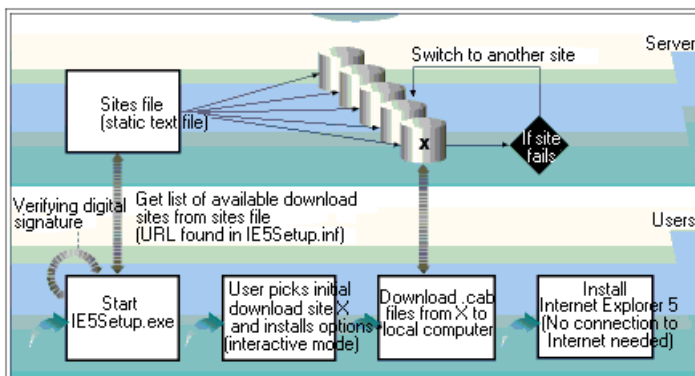 Switch to another site
Server
Sites file
(static text file)
X
If site
fails
Verifying digital
signature
Get list of available download
sites from sites file
(URL found in IE5Setup.inf)
Users
Start
IE5Setup.exe
User picks initial
download site X
and installs options
(interactive mode)
Download .cab
files from X to
local computer
Install
Internet Explorer 5
(No connection to
Internet needed)